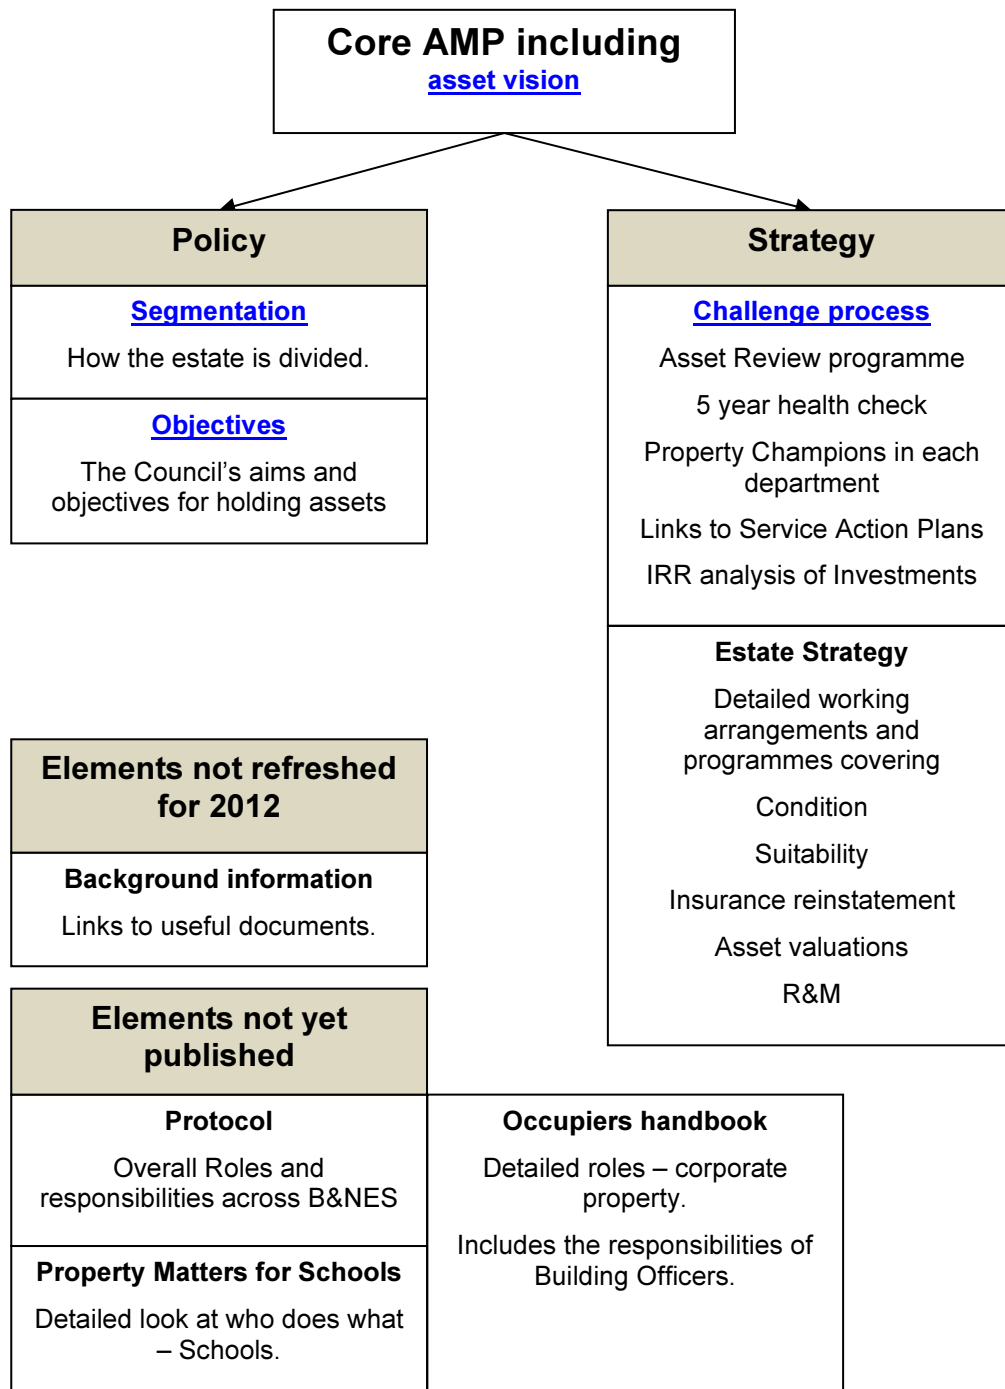 Core AMP including
asset vision
Policy
Segmentation
How the estate is divided.
Objectives
The Council’s aims and
objectives for holding assets
Strategy
Challenge process
Asset Review programme
5 year health check
Property Champions in each
department
Links to Service Action Plans
IRR analysis of Investments
Estate Strategy
Detailed working
arrangements and
programmes covering
Condition
Suitability
Insurance reinstatement
Asset valuations
R&M
Elements not refreshed
for 2012
Background information
Links to useful documents.
Elements not yet
published
Protocol
Overall Roles and
responsibilities across B&NES
Property Matters for Schools
Detailed look at who does what
– Schools.
Occupiers handbook
Detailed roles – corporate
property.
Includes the responsibilities of
Building Officers.